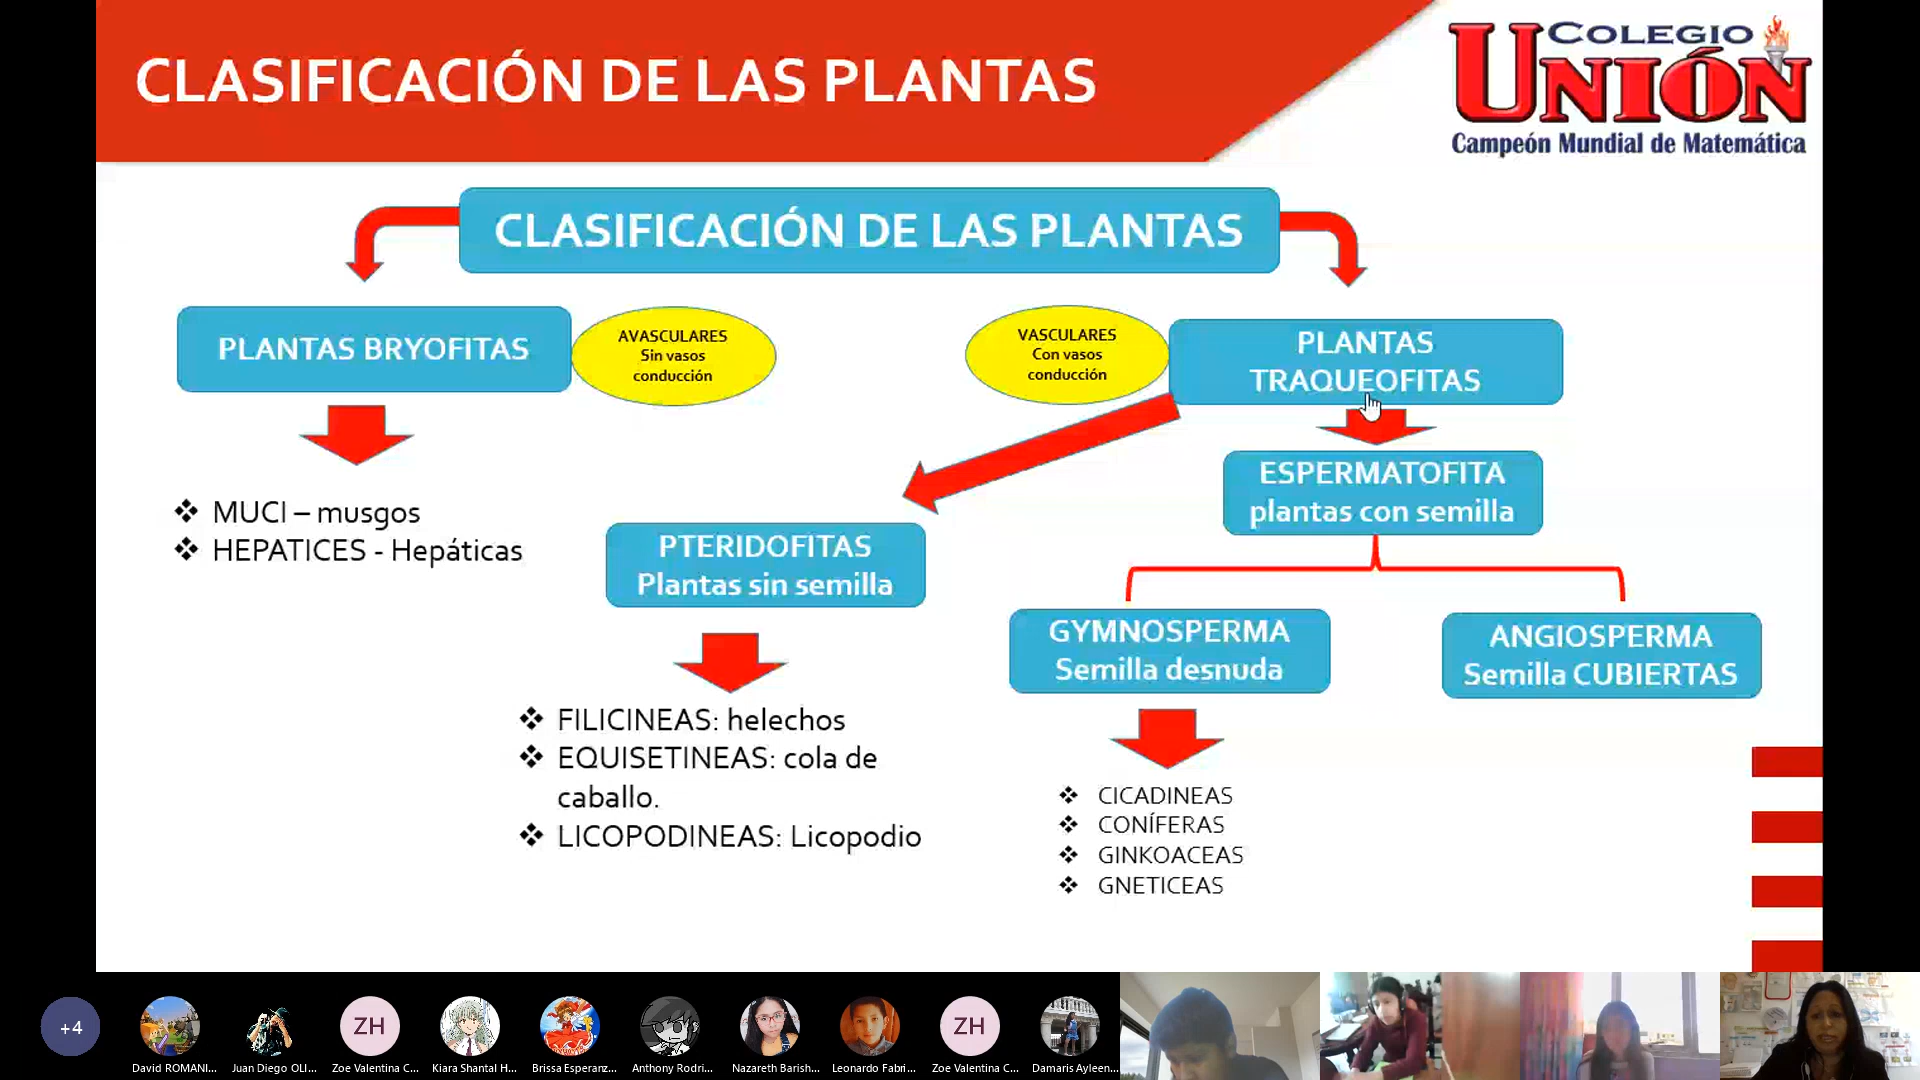 CLASIFICACIÓN DE LAS PLANTAS
COLEGIO
UNIÓN
Campeón Mundial de Matemática
CLASIFICACIÓN DE LAS PLANTAS
PLANTAS BRYOFITAS
AVASCULARES
Sin vasos
conducción
VASCULARES
Con vasos
conducción
PLANTAS
TRAQUEOFITAS
❖ MUCI – musgos
❖ HEPATICES - Hepáticas
PTERIDOFITAS
Plantas sin semilla
ESPERMATOFITA
plantas con semilla
❖ FILICINEAS: helechos
❖ EQUISETINEAS: cola de
caballo.
❖ LICOPODINEAS: Licopodio
GYMNOSPERMA
Semilla desnuda
ANGIOSPERMA
Semilla CUBIERTAS
❖ CICADINEAS
❖ CONÍFERAS
❖ GINKOACEAS
❖ GNETICEAS
+4
David ROMANI...
Juan Diego OLI...
ZH
Zoe Valentina C...
Kiara Shantal H...
Brissa Esperanz...
Anthony Rodri...
Nazareth Barish...
Leonardo Fabri...
ZH
Zoe Valentina C...
Damaris Ayleen...